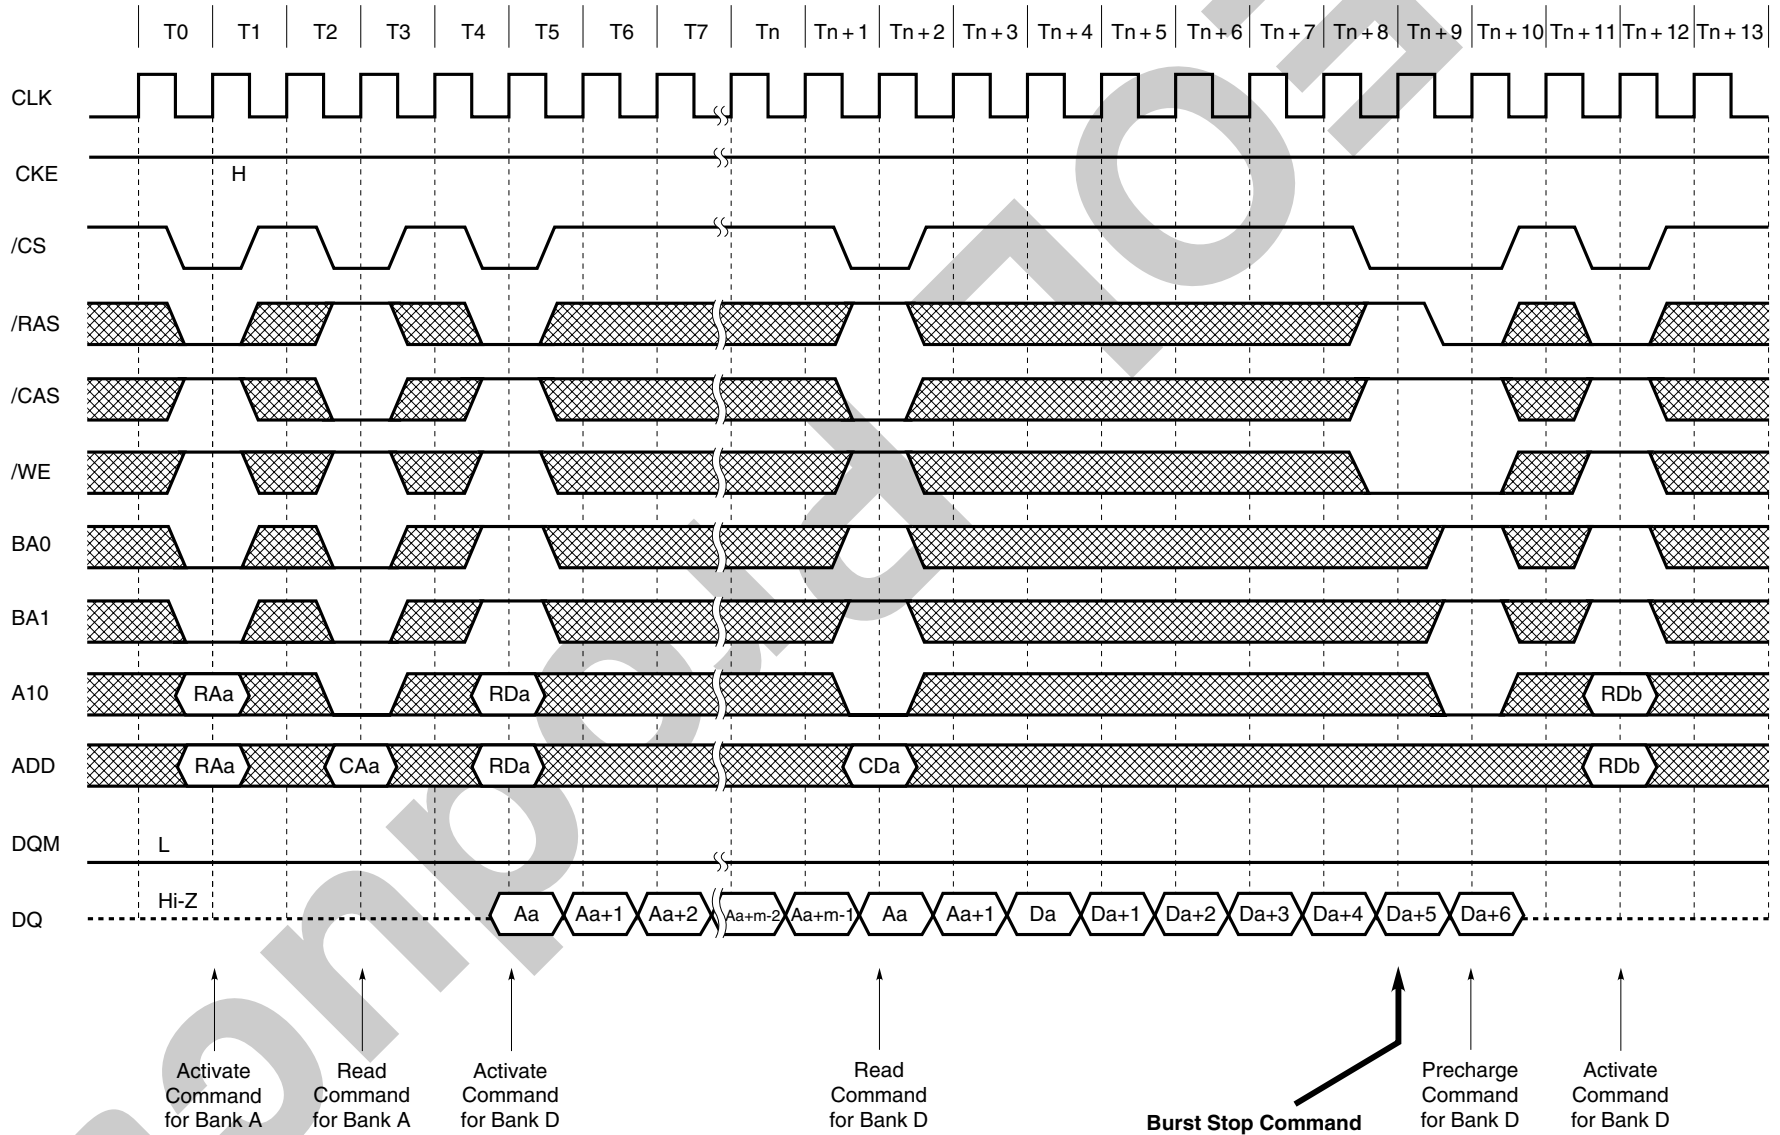 T0 T1 T2 T3 T4 T5 T6 T7 Tn Tn + 1 Tn + 2 Tn + 3 Tn + 4 Tn + 5 Tn + 6 Tn + 7 Tn + 8 Tn + 9 Tn + 10 Tn + 11 Tn + 12 Tn + 13
CLK
CKE H
/CS
/RAS
/CAS
/WE
BA0
BA1
A10 RAa RDa RDb
ADD RAa CAa RDa CDa RDb
DQM L
Hi-Z
DQ Aa Aa+1 Aa+2 Aa+m-2 Aa+m-1 Aa Aa+1 Da Da+1 Da+2 Da+3 Da+4 Da+5 Da+6
Activate
Command
for Bank A
Read
Command
for Bank A
Activate
Command
for Bank D
Read
Command
for Bank D
Burst Stop Command
Precharge
Command
for Bank D
Activate
Command
for Bank D
EOL Product